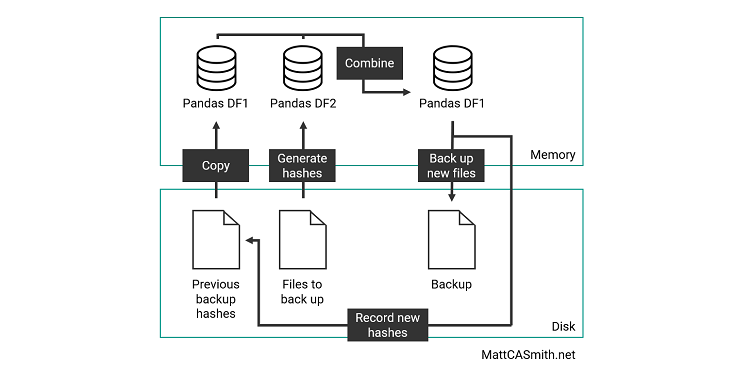 Combine
Pandas DF1
Pandas DF2
Pandas DF1
Memory
Copy
Generate
hashes
Back up
new files
Previous
backup
hashes
Files to
back up
Backup
Record new
hashes
Disk
MattCASmith.net